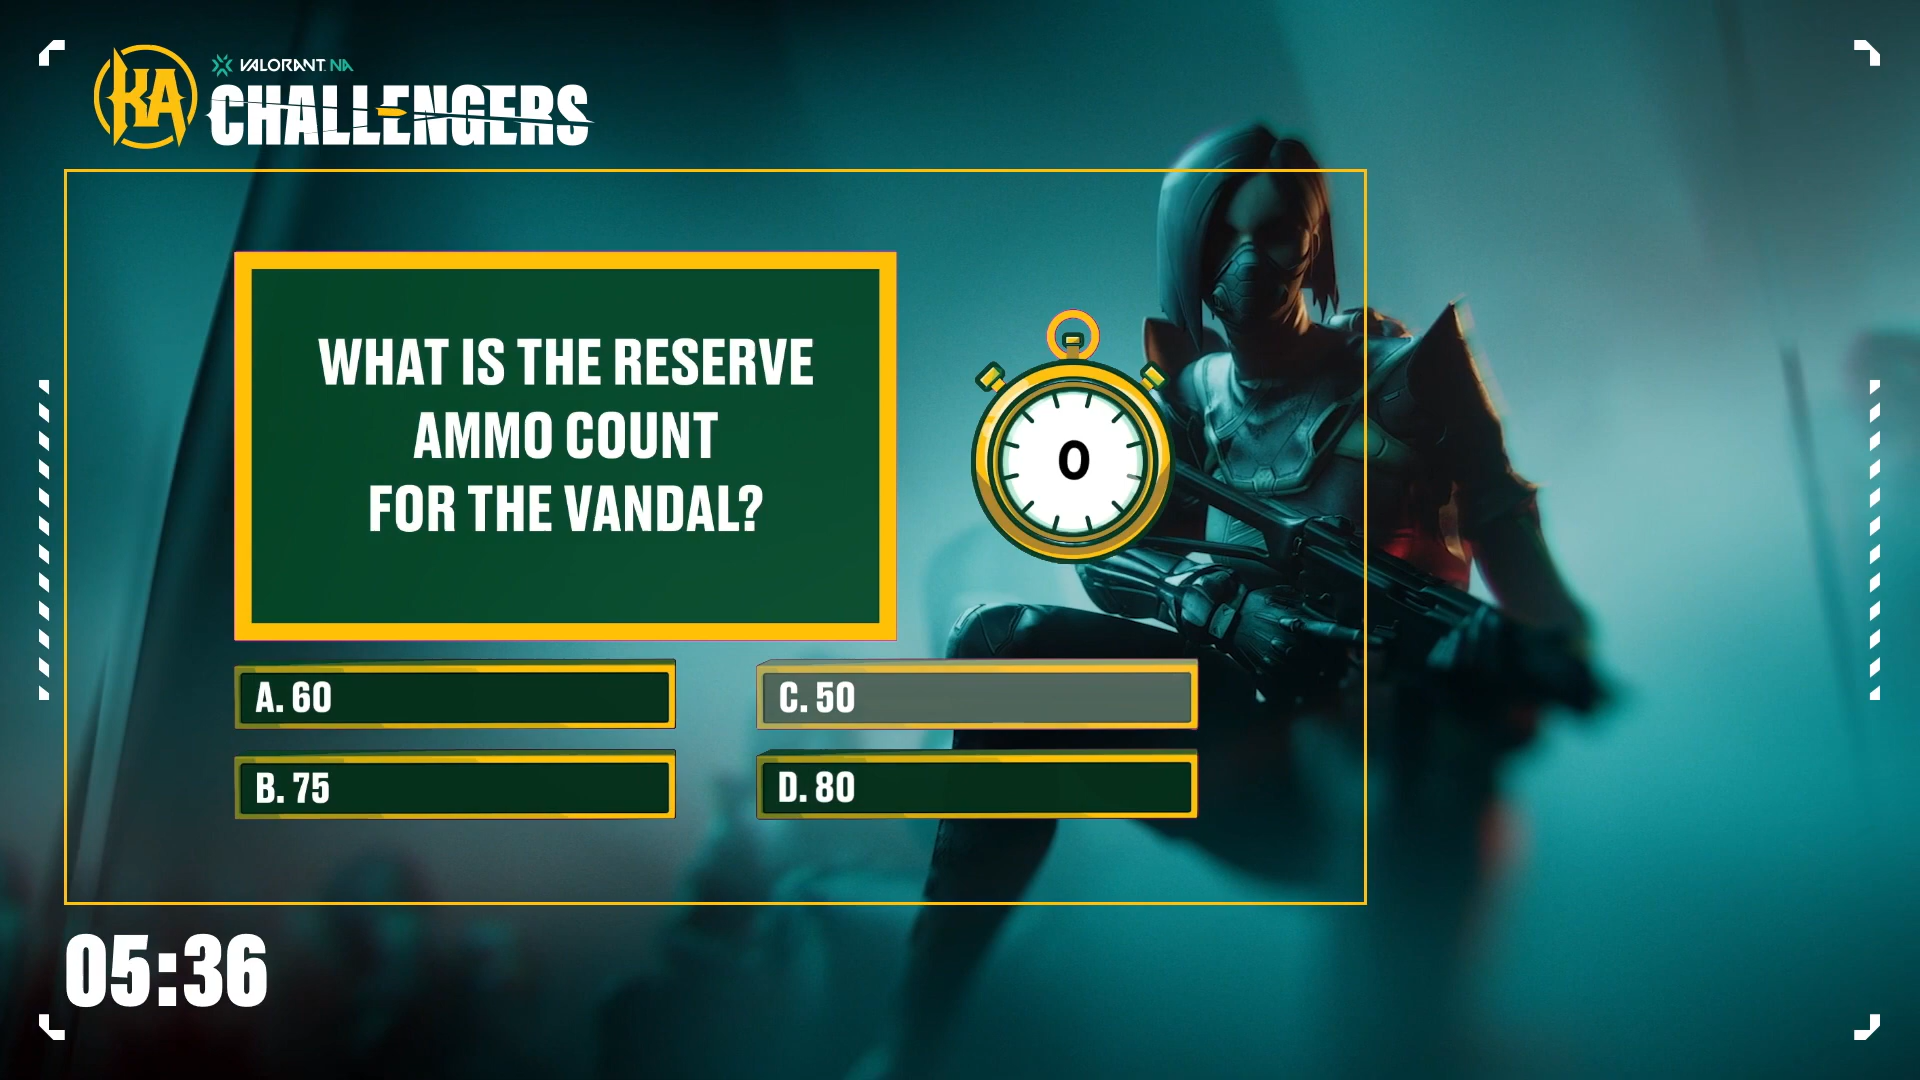 KA
VALORANT NA
CHALLENGERS
WHAT IS THE RESERVE
AMMO COUNT
FOR THE VANDAL?
0
A. 60
C. 50
B. 75
D. 80
05:36